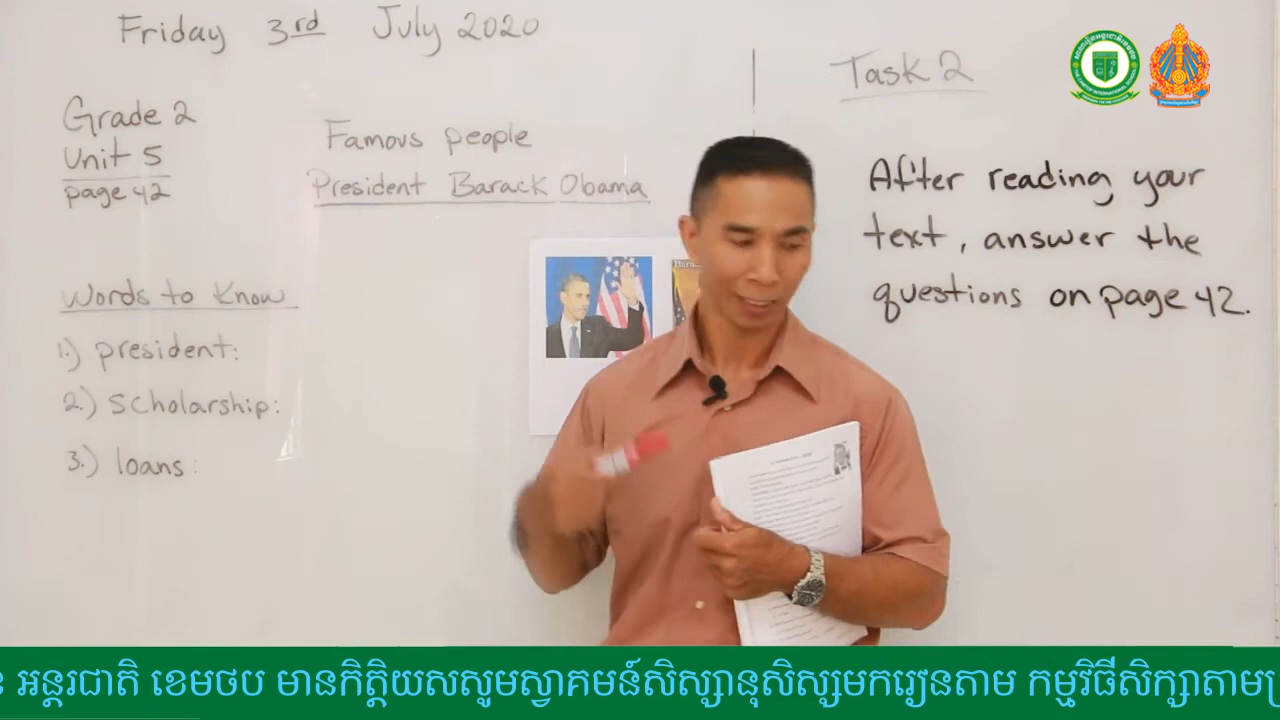 Friday 3rd July 2020
Grade 2
Unit 5
page 42
Famous people
President Barack Obama
Words to Know
1.) president:
2.) scholarship:
3.) loans:
Task 2
After reading your
text, answer the
questions on page 42.
អន្តរជាតិ ខេមថប មានកិត្តិយសសូមស្វាគមន៍សិស្សានុសិស្សមករៀនតាម កម្មវិធីសិក្សាតាម